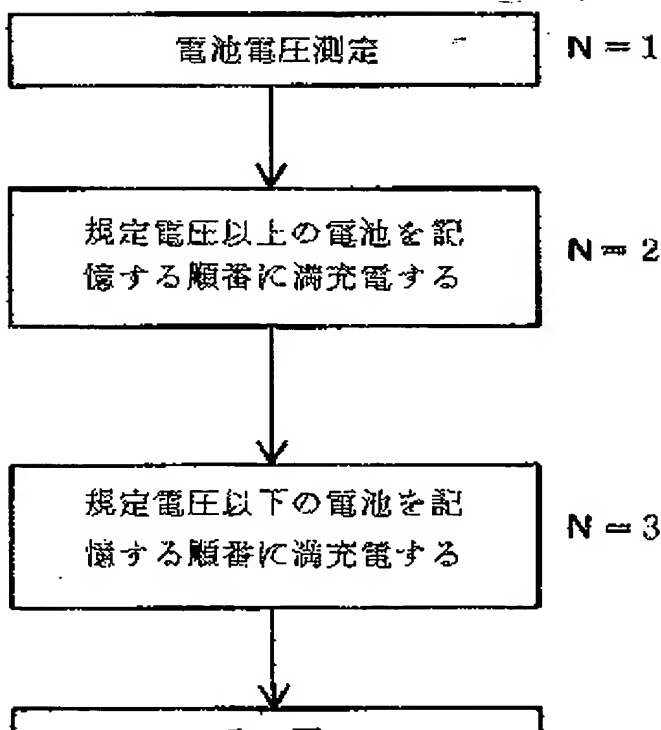 電池電圧測定 N=1
規定電圧以上の電池を記
憶する順番に満充電する
N=2
規定電圧以下の電池を記
憶する順番に満充電する
N=3